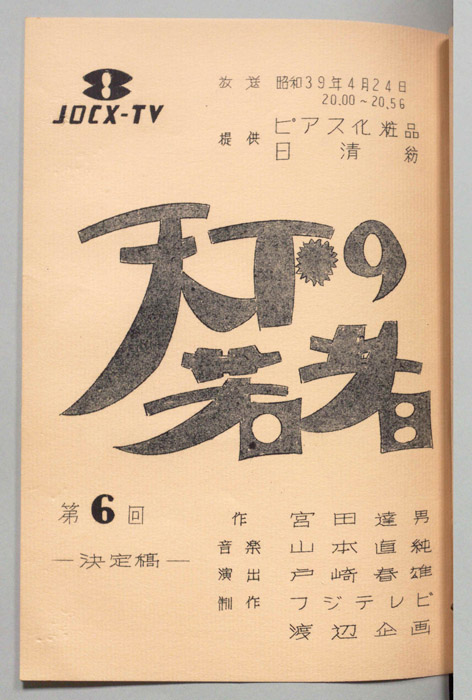 JOCX-TV
放送 昭和39年4月24日
20.00~20.56
提供 ピアス化粧品
日清紡
天下の
若者
第6回
—決定稿—
作 宮田達男
音楽 山本直純
演出 戸崎春雄
制作 フジテレビ
渡辺企画